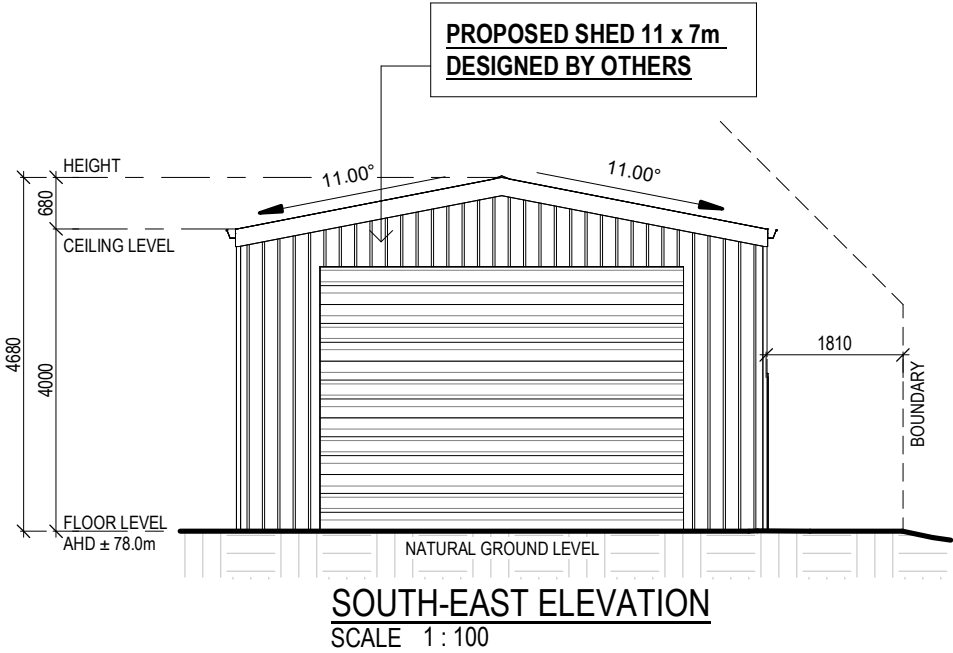 PROPOSED SHED 11 x 7m
DESIGNED BY OTHERS
HEIGHT
11.00°
11.00°
680
CEILING LEVEL
4680
4000
1810
BOUNDARY
FLOOR LEVEL
AHD ± 78.0m
NATURAL GROUND LEVEL
SOUTH-EAST ELEVATION
SCALE 1 : 100